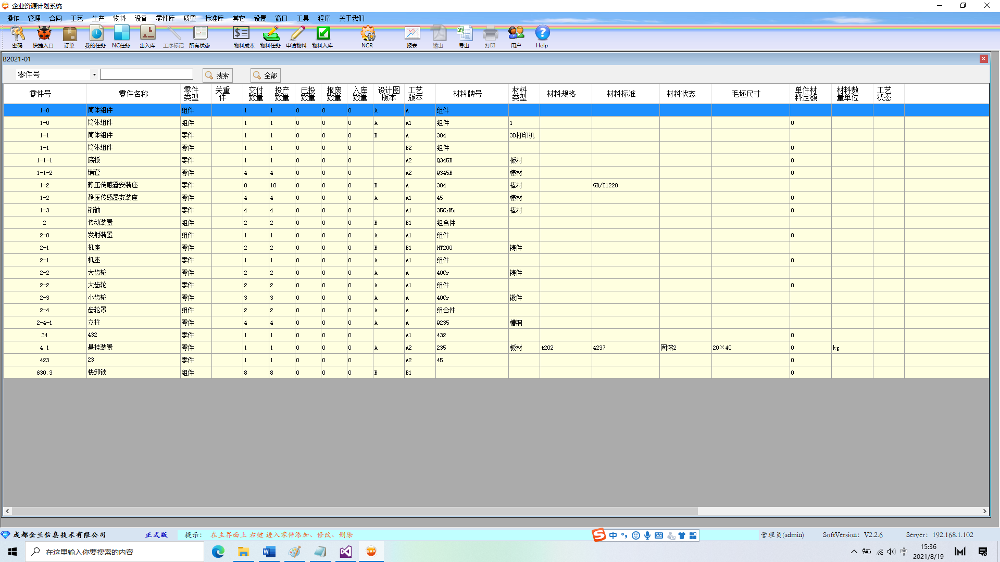 企业资源计划系统
操作 管理 合同 工艺 生产 物料 设备 零件库 质量 标准库 其它 设置 窗口 工具 程序 关于我们
密码 快捷入口 订单 我的任务 NC任务 出入库 工序标记 所有状态 物料成本 物料任务 申请物料 物料入库 NCR 报表 输出 导出 打印 用户 Help
B2021-01
零件号 搜索 全部
零件号 零件名称 零件类型 关重件 交付数量 投产数量 已投数量 报废数量 入库数量 设计图版本 工艺版本 材料牌号 材料类型 材料规格 材料标准 材料状态 毛坯尺寸 单件材料定额 材料数量单位 工艺状态
1-0 筒体组件 组件 1 1 0 0 0 A A 组件
1-0 筒体组件 组件 1 1 0 0 0 A A1 组件 1 0
1-1 筒体组件 零件 1 1 0 0 0 B A 304 3D打印机
1-1 筒体组件 零件 1 1 0 0 0 B2 组件 0
1-1-1 底板 零件 1 1 0 0 0 A2 Q345B 板材 0
1-1-2 销套 零件 4 4 0 0 0 A2 Q345B 棒材 0
1-2 静压传感器安装座 零件 8 10 0 0 0 B A 304 棒材 GB/T1220
1-2 静压传感器安装座 零件 4 4 0 0 0 A A1 45 棒材 0
1-3 销轴 零件 4 4 0 0 0 A1 35CrMo 棒材 0
2 传动装置 组件 2 2 0 0 0 B B1 组合件
2-0 发射装置 组件 1 1 0 0 0 A A1 组件 0
2-1 机座 零件 2 2 0 0 0 B B1 HT200 铸件
2-1 机座 零件 1 1 0 0 0 A A1 组件 0
2-2 大齿轮 零件 2 2 0 0 0 A A 40Cr 铸件
2-2 大齿轮 零件 2 2 0 0 0 A A1 组件 0
2-3 小齿轮 零件 3 3 0 0 0 A A 40Cr 锻件
2-4 齿轮罩 组件 2 2 0 0 0 A A 组合件
2-4-1 立柱 零件 4 4 0 0 0 A A Q235 槽钢
34 432 零件 1 1 0 0 0 A1 432 0
4.1 悬挂装置 零件 1 1 0 0 0 A A2 235 板材 t202 4237 固溶2 20×40 0 kg
423 23 零件 1 1 0 0 0 A2 45 0
630.3 快卸锁 组件 8 8 0 0 0 B B1 0
成都金兰信息技术有限公司 正式版 提示: 在主界面上 右键 进入零件添加、修改、删除 中 管理员(admin) SoftVersion: V2.2.6 Server: 192.168.1.102
在这里输入你要搜索的内容 中 15:36
2021/8/19